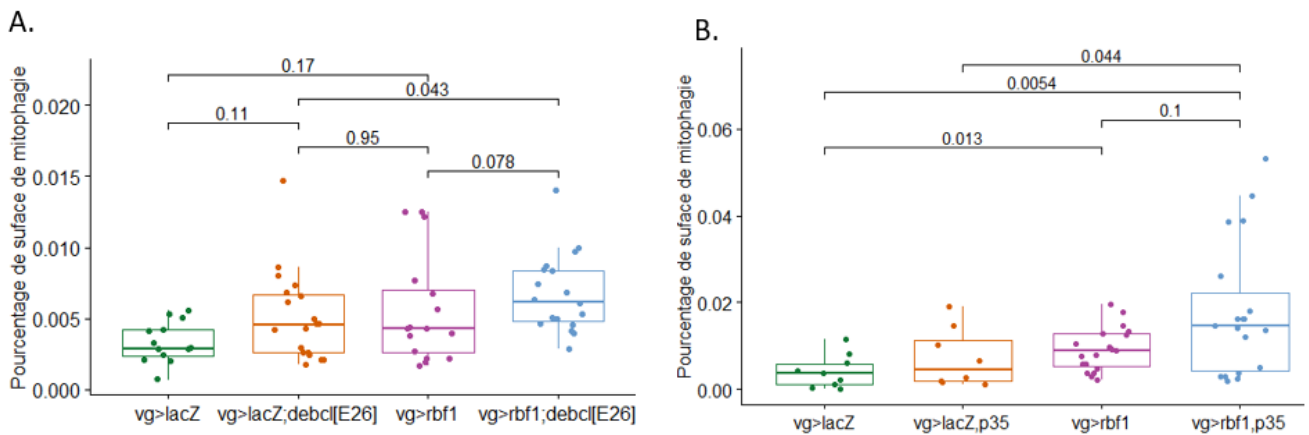 A.
Pourcentage de suface de mitophagie
0.020
0.015
0.010
0.005
0.000
0.17
0.043
0.11
0.95
0.078
vg>lacZ
vg>lacZ;debcl[E26]
vg>rbf1
vg>rbf1;debcl[E26]
B.
Pourcentage de suface de mitophagie
0.06
0.04
0.02
0.00
0.044
0.0054
0.1
0.013
vg>lacZ
vg>lacZ,p35
vg>rbf1
vg>rbf1,p35